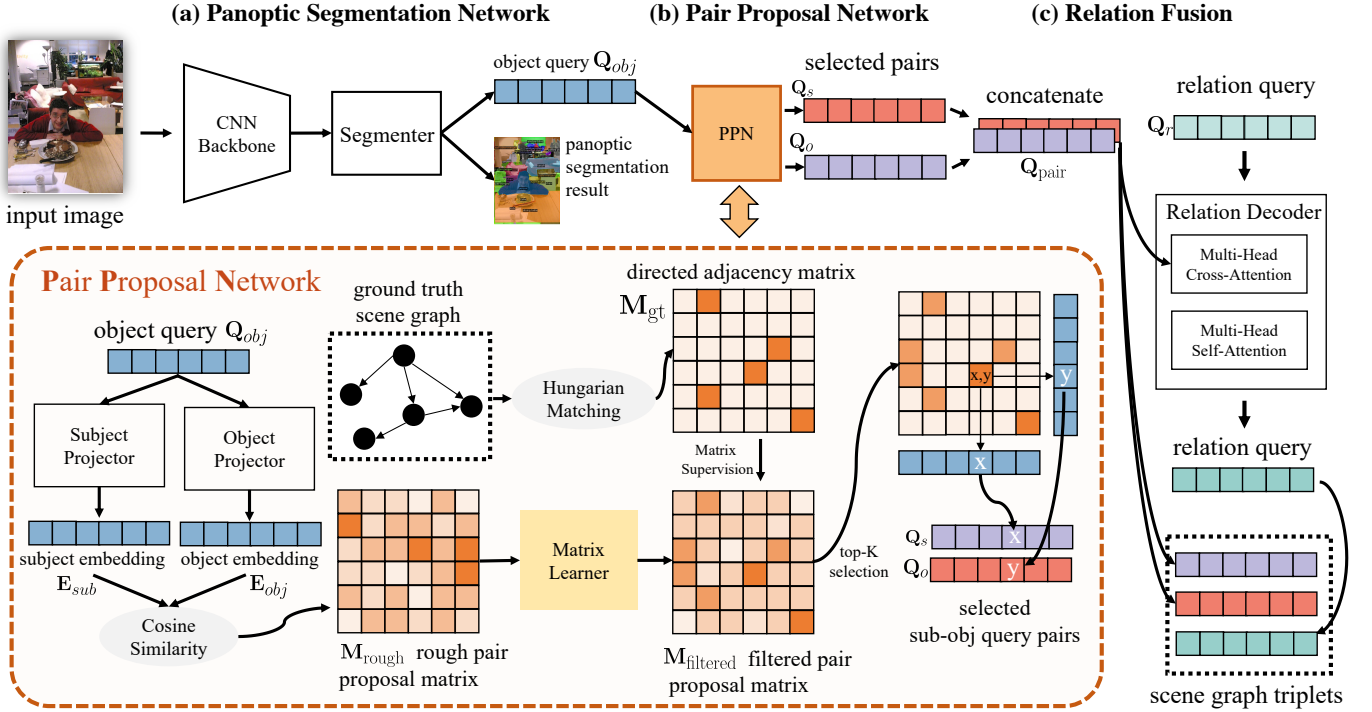 (a) Panoptic Segmentation Network
(b) Pair Proposal Network
(c) Relation Fusion
input image
CNN
Backbone
Segmenter
object query Q_obj
panoptic
segmentation
result
PPN
selected pairs
Q_s
Q_o
concatenate
Q_pair
relation query
Q_r
Relation Decoder
Multi-Head
Cross-Attention
Multi-Head
Self-Attention
relation query
scene graph triplets
Pair Proposal Network
object query Q_obj
Subject
Projector
Object
Projector
subject embedding
E_sub
object embedding
E_obj
Cosine
Similarity
ground truth
scene graph
Hungarian
Matching
directed adjacency matrix
M_gt
Matrix
Supervision
M_rough rough pair
proposal matrix
Matrix
Learner
M_filtered filtered pair
proposal matrix
top-K
selection
x,y
y
x
Q_s
x
Q_o
y
selected
sub-obj query pairs